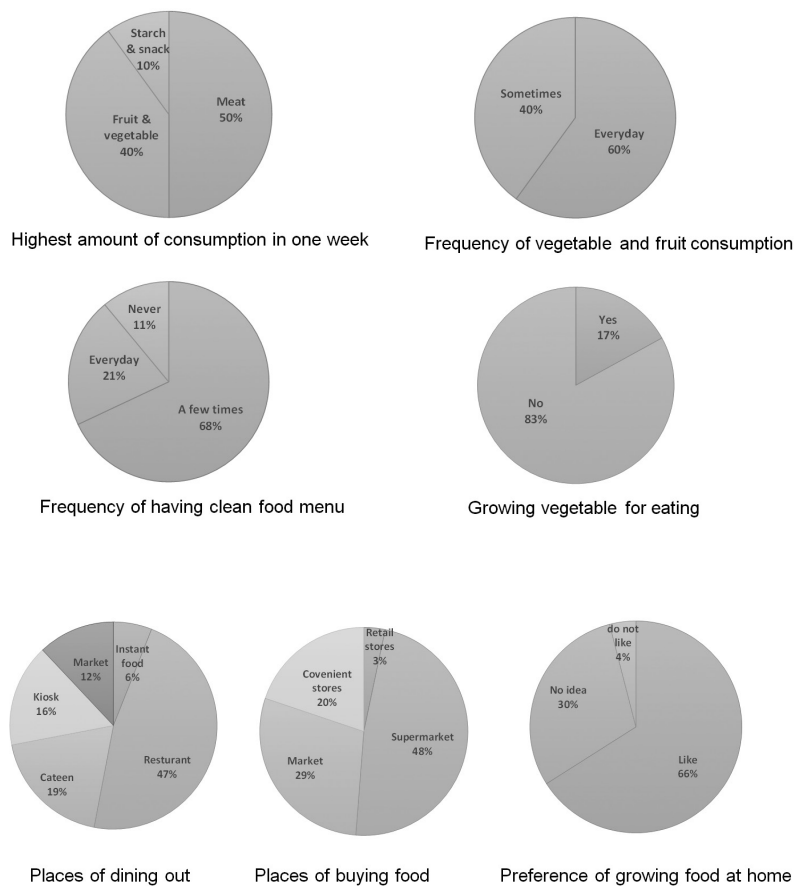 Starch
& snack
10%
Meat
50%
Fruit &
vegetable
40%
Highest amount of consumption in one week
Sometimes
40%
Everyday
60%
Frequency of vegetable and fruit consumption
Never
11%
Everyday
21%
A few times
68%
Frequency of having clean food menu
Yes
17%
No
83%
Growing vegetable for eating
Market
12%
Instant
food
6%
Kiosk
16%
Resturant
47%
Cateen
19%
Places of dining out
Retail
stores
3%
Covenient
stores
20%
Supermarket
48%
Market
29%
Places of buying food
do not
like
4%
No idea
30%
Like
66%
Preference of growing food at home